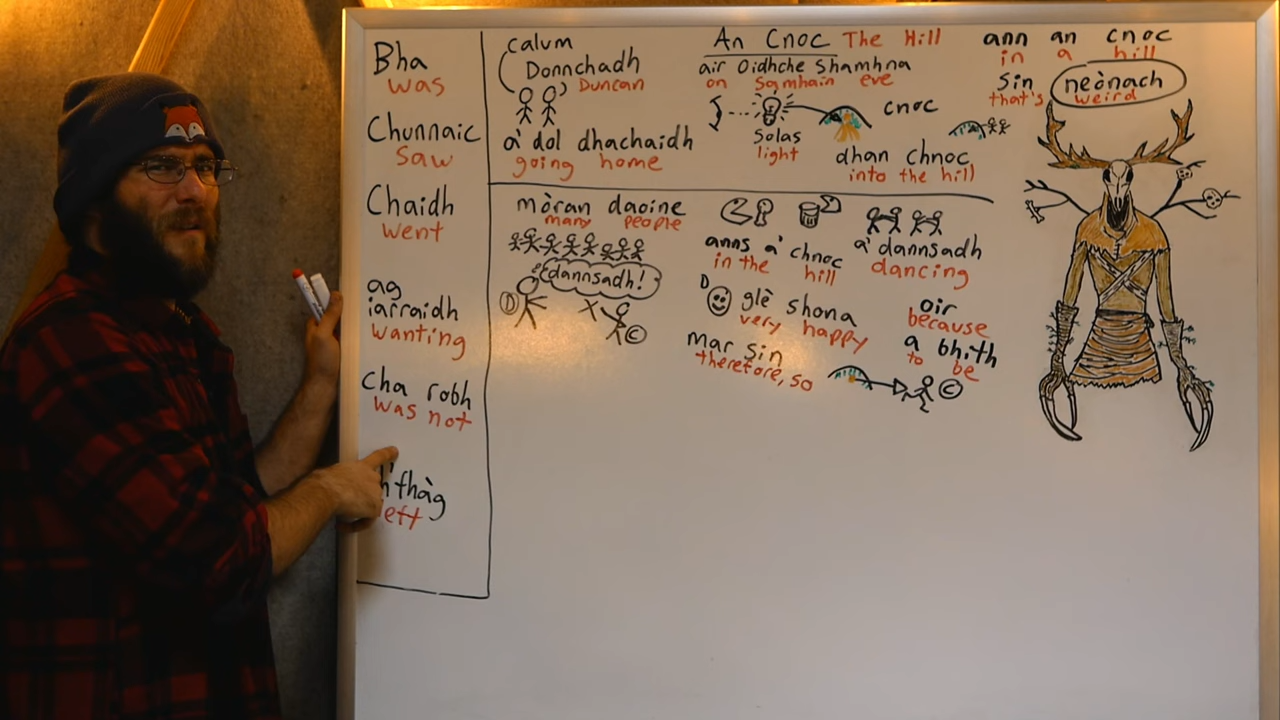 Bha
was
Chunnaic
Saw
Chaidh
went
ag
iarraidh
wanting
cha robh
was not
h'fhàg
eft
calum
Donnchadh
Duncan
a' dol dhachaidh
going home
An Cnoc The Hill
air Oidhche Shamhna
on Samhain eve
Solas
light
cnoc
dhan chnoc
into the hill
ann an cnoc
in a hill
Sin neònach
that's weird
mòran daoine
many people
dannsadh!
D
X
C
anns a' chnoc
in the hill
a' dannsadh
dancing
D
glè shona
very happy
oir
because
a bhith
to be
mar sin
therefore, so
C